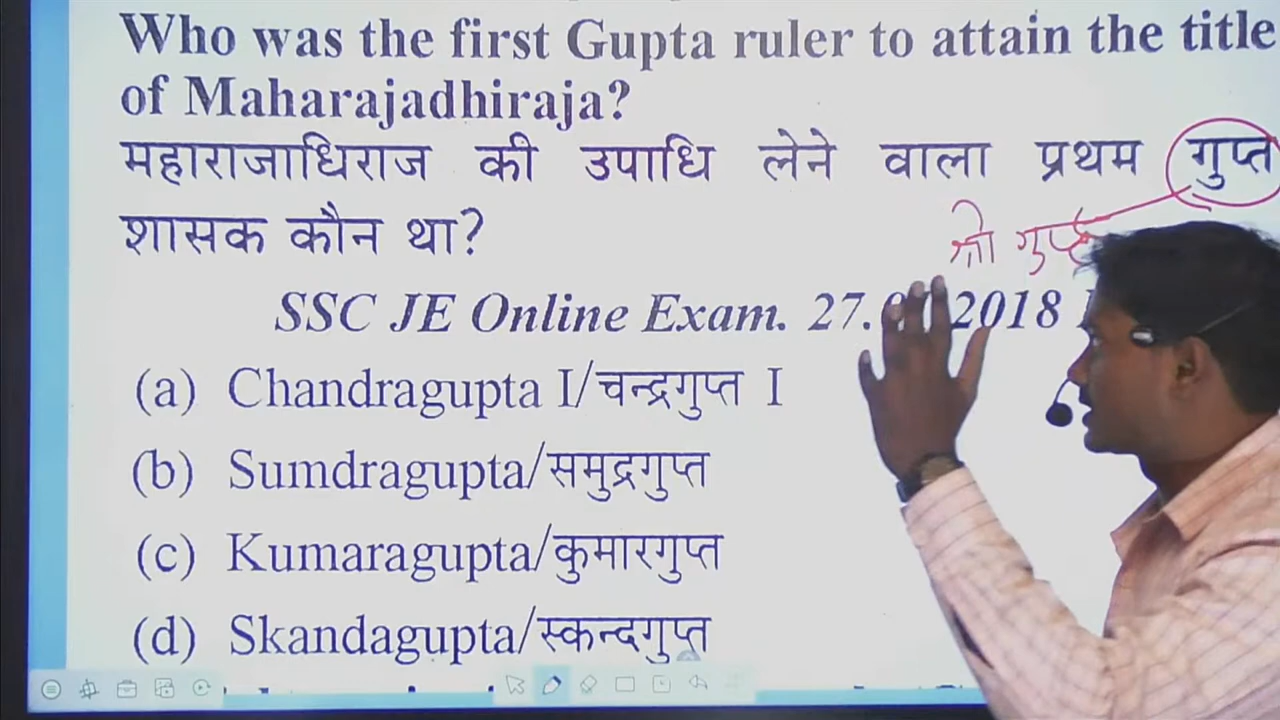 Who was the first Gupta ruler to attain the title
of Maharajadhiraja?
महाराजाधिराज की उपाधि लेने वाला प्रथम गुप्त
शासक कौन था?
श्री गुप्त
SSC JE Online Exam. 27. 2018
(a) Chandragupta I/चन्द्रगुप्त I
(b) Sumdragupta/समुद्रगुप्त
(c) Kumaragupta/कुमारगुप्त
(d) Skandagupta/स्कन्दगुप्त